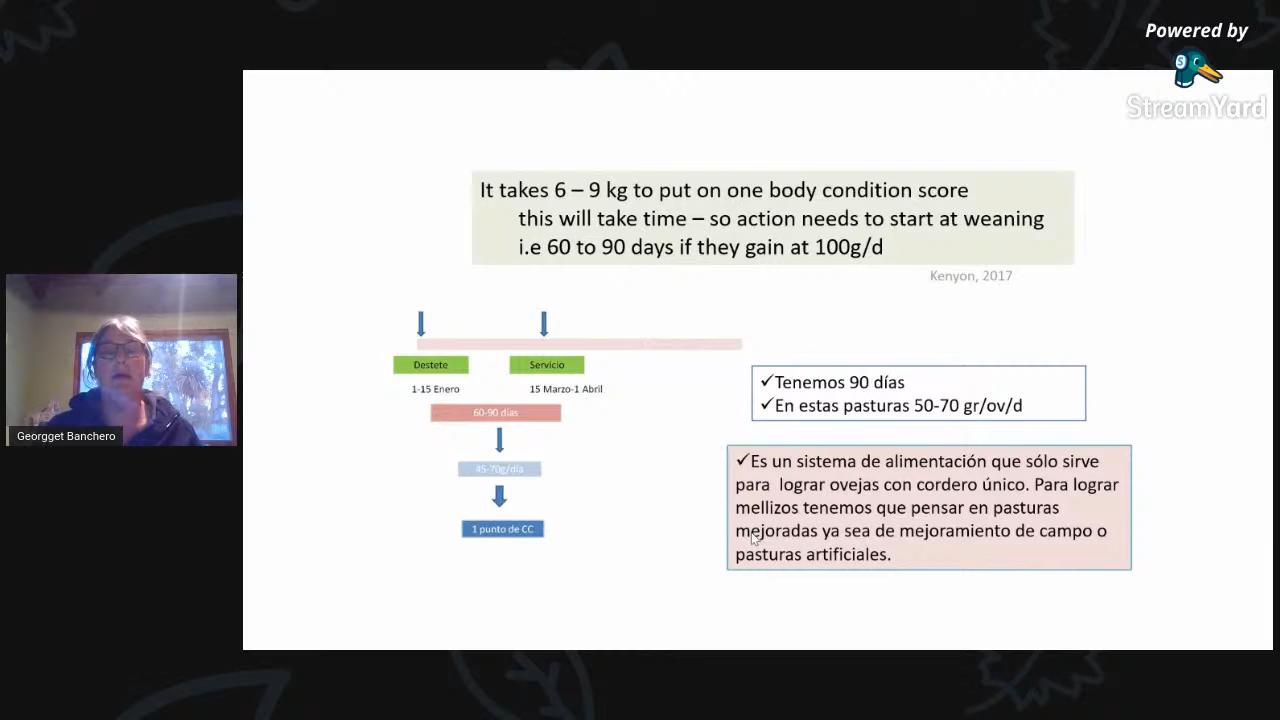 Powered by
StreamYard
It takes 6 – 9 kg to put on one body condition score
this will take time – so action needs to start at weaning
i.e 60 to 90 days if they gain at 100g/d
Kenyon, 2017
Destete
Servicio
1-15 Enero
15 Marzo-1 Abril
60-90 días
45-70g/día
1 punto de CC
✓Tenemos 90 días
✓En estas pasturas 50-70 gr/ov/d
✓Es un sistema de alimentación que sólo sirve
para lograr ovejas con cordero único. Para lograr
mellizos tenemos que pensar en pasturas
mejoradas ya sea de mejoramiento de campo o
pasturas artificiales.
Georgget Banchero